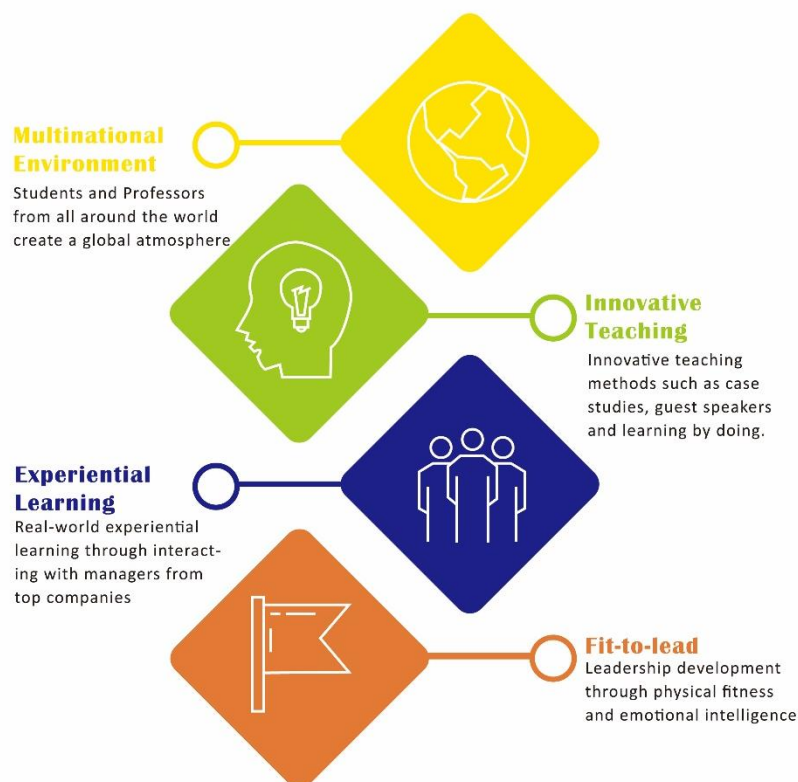 Multinational
Environment
Students and Professors
from all around the world
create a global atmosphere
Innovative
Teaching
Innovative teaching
methods such as case
studies, guest speakers
and learning by doing.
Experiential
Learning
Real-world experiential
learning through interact-
ing with managers from
top companies
Fit-to-lead
Leadership development
through physical fitness
and emotional intelligence